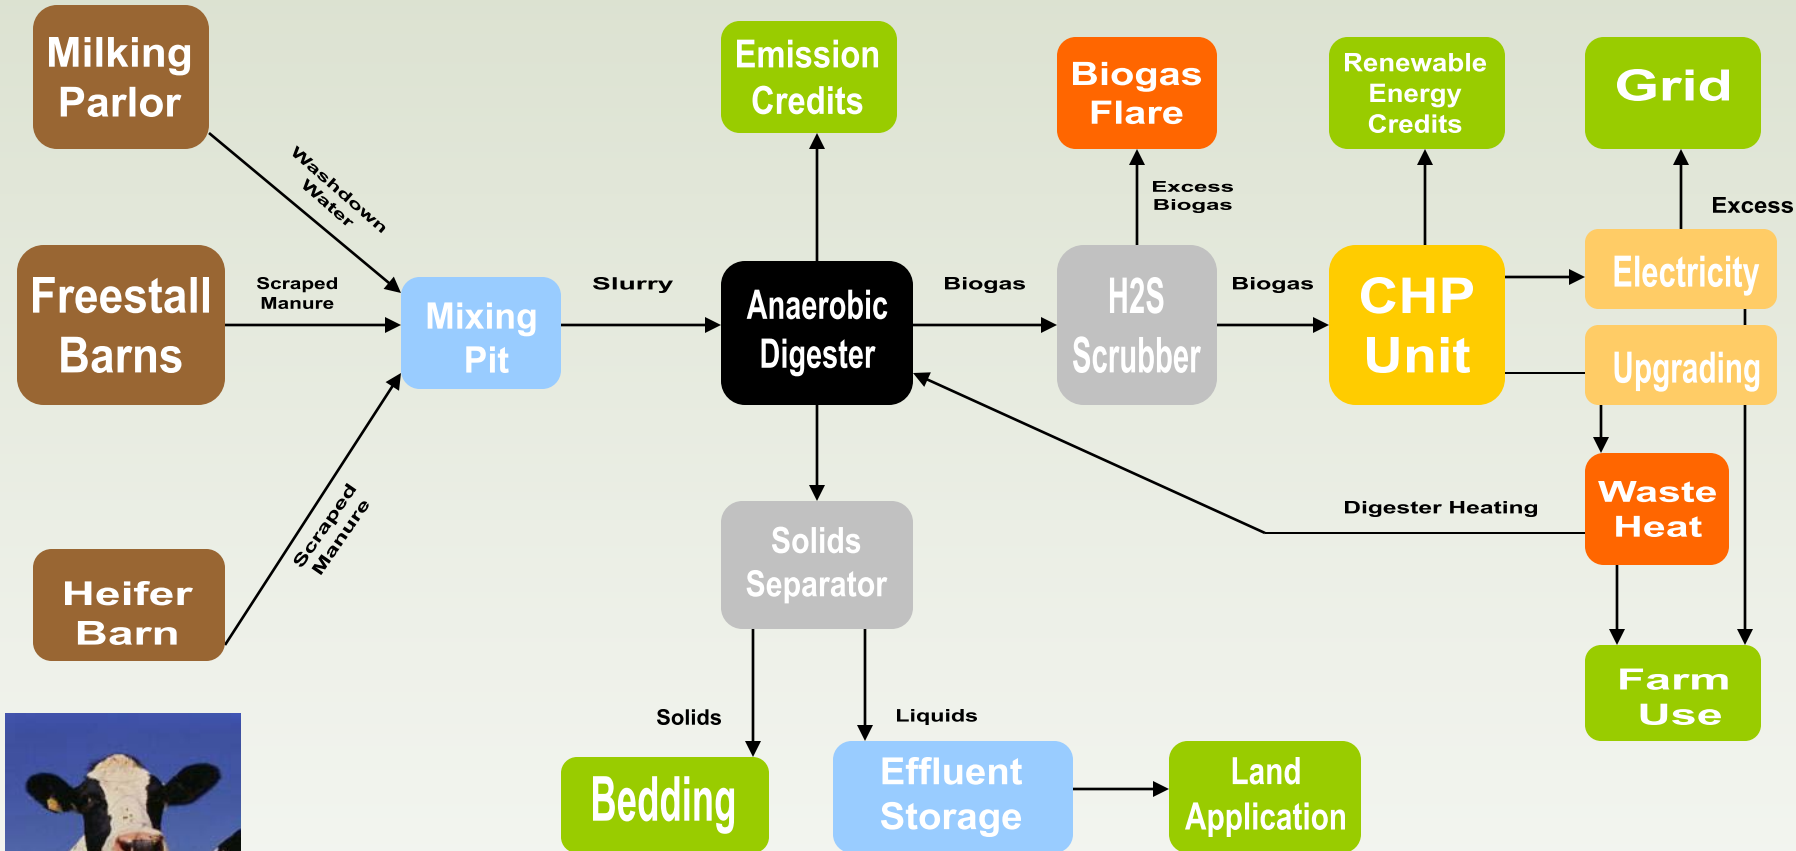 Milking
Parlor
Emission
Credits
Biogas
Flare
Renewable
Energy
Credits
Grid
Washdown
Water
Excess
Biogas
Excess
Freestall
Barns
Scraped
Manure
Mixing
Pit
Slurry
Anaerobic
Digester
Biogas
H2S
Scrubber
Biogas
CHP
Unit
Electricity
Upgrading
Scraped
Manure
Waste
Heat
Digester Heating
Solids
Separator
Heifer
Barn
Farm
Use
Solids
Liquids
Bedding
Effluent
Storage
Land
Application